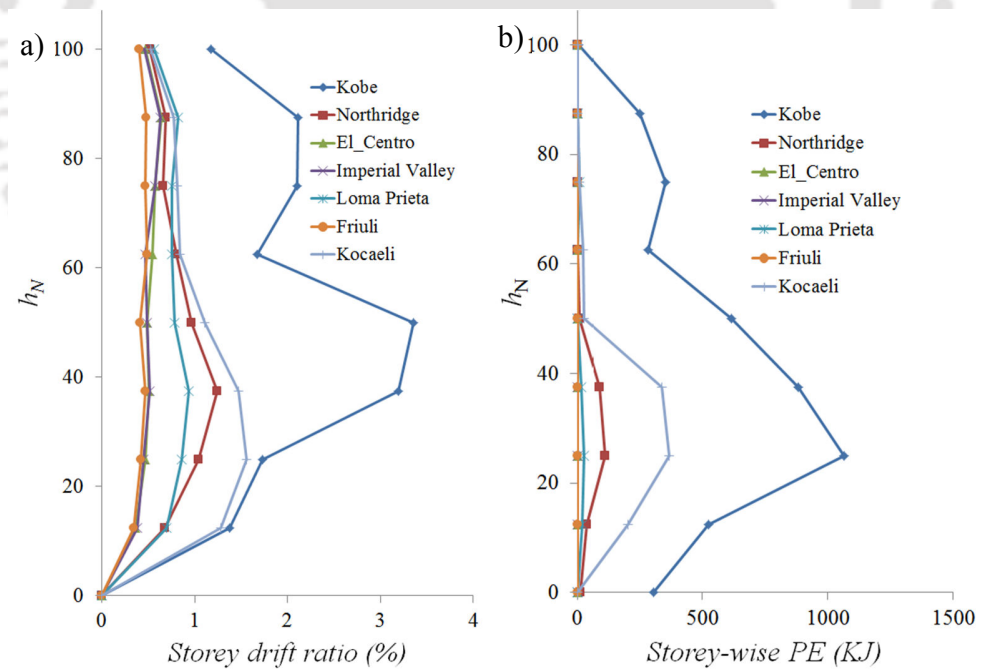 a)
100
80
60
40
20
0
h_N
0 1 2 3 4
Storey drift ratio (%)
Kobe
Northridge
El_Centro
Imperial Valley
Loma Prieta
Friuli
Kocaeli
b)
100
80
60
40
20
0
h_N
0 500 1000 1500
Storey-wise PE (KJ)
Kobe
Northridge
El_Centro
Imperial Valley
Loma Prieta
Friuli
Kocaeli